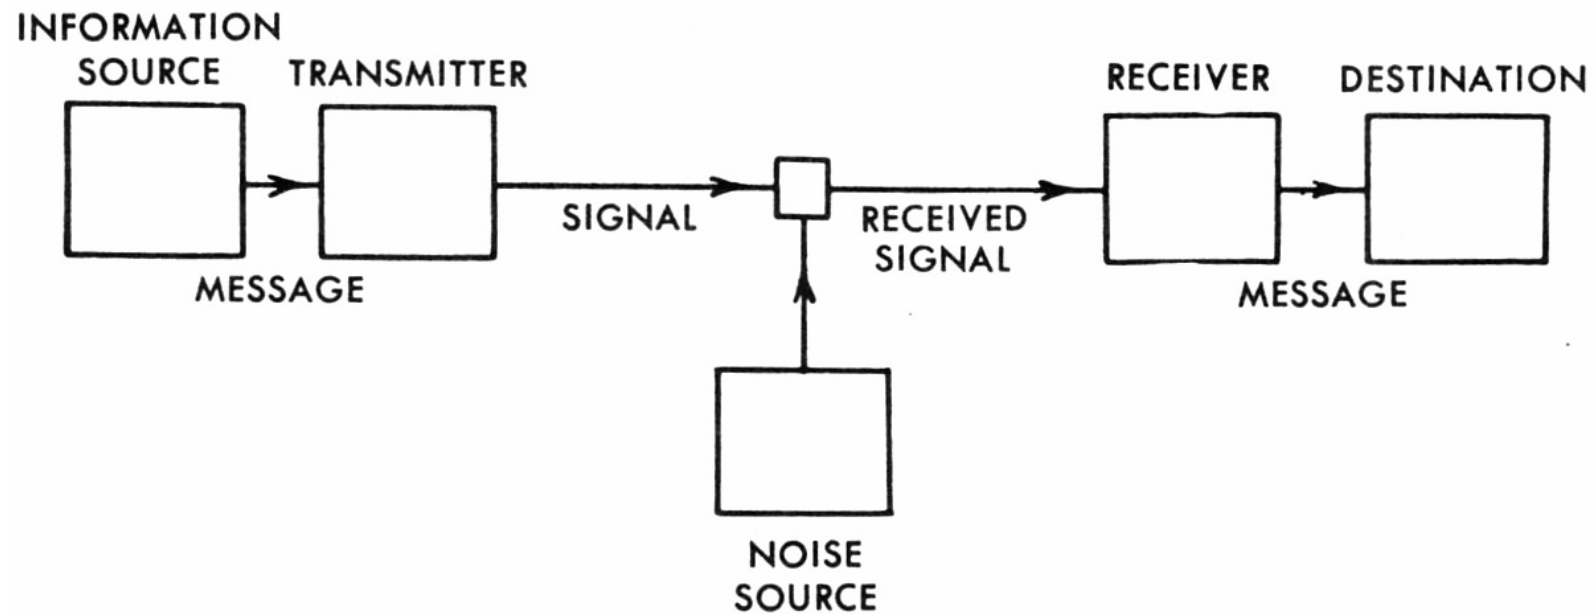 INFORMATION
SOURCE
TRANSMITTER
RECEIVER
DESTINATION
SIGNAL
RECEIVED
SIGNAL
MESSAGE
MESSAGE
NOISE
SOURCE